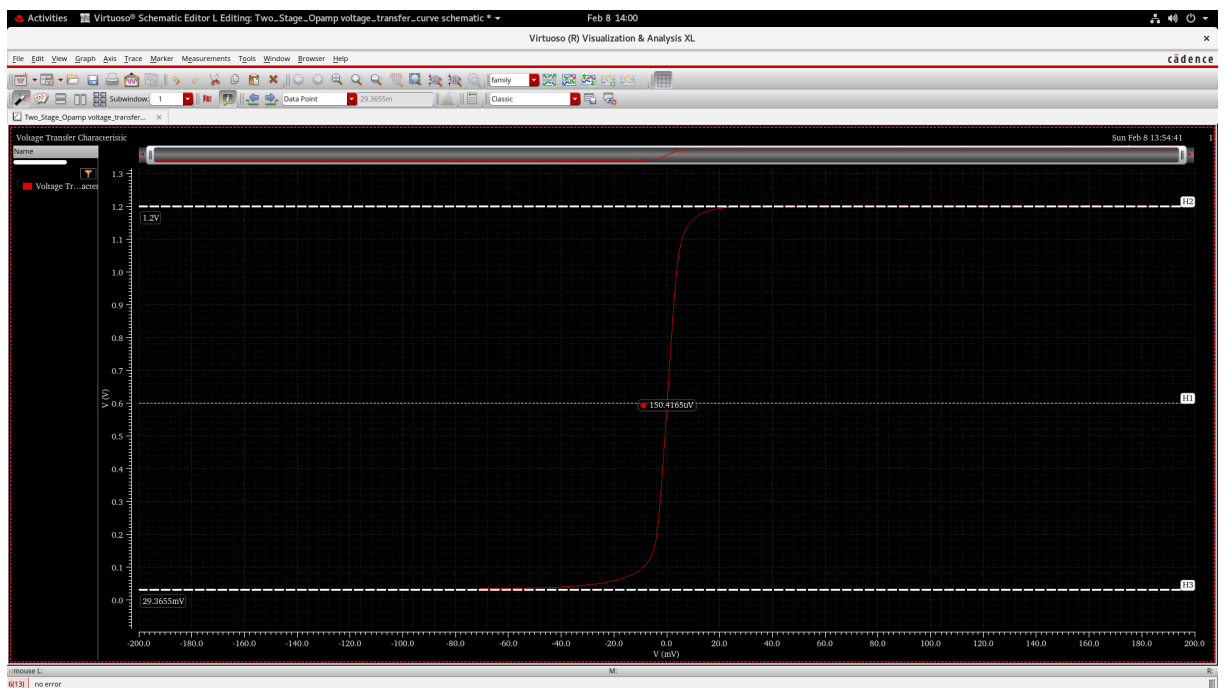 Activities Virtuoso® Schematic Editor L Editing: Two_Stage_Opamp voltage_transfer_curve schematic * Feb 8 14:00
Virtuoso (R) Visualization & Analysis XL
File Edit View Graph Axis Trace Marker Measurements Tools Window Browser Help cādence
family
Subwindow: 1 Data Point 29.3655m Classic
Two_Stage_Opamp voltage_transfer...
Voltage Transfer Characteristic Sun Feb 8 13:54:41 1
Name
Voltage Tr...acter
1.3
1.2 H2
1.2V
1.1
1.0
0.9
0.8
0.7
V (V)
0.6 150.4165uV H1
0.5
0.4
0.3
0.2
0.1
H3
0.0 29.3655mV
-200.0 -180.0 -160.0 -140.0 -120.0 -100.0 -80.0 -60.0 -40.0 -20.0 0.0 20.0 40.0 60.0 80.0 100.0 120.0 140.0 160.0 180.0 200.0
V (mV)
mouse L: M: R:
6(13) no error